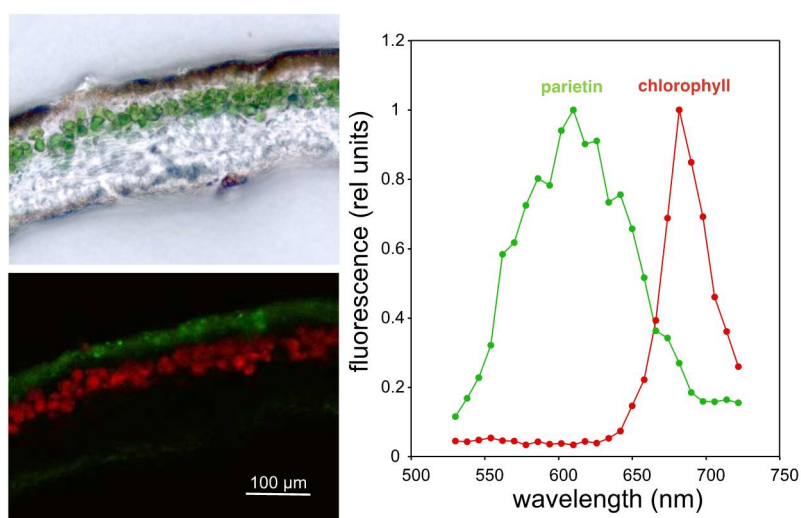 100 µm
fluorescence (rel units)
1.2
1
0.8
0.6
0.4
0.2
0
parietin chlorophyll
500 550 600 650 700 750
wavelength (nm)